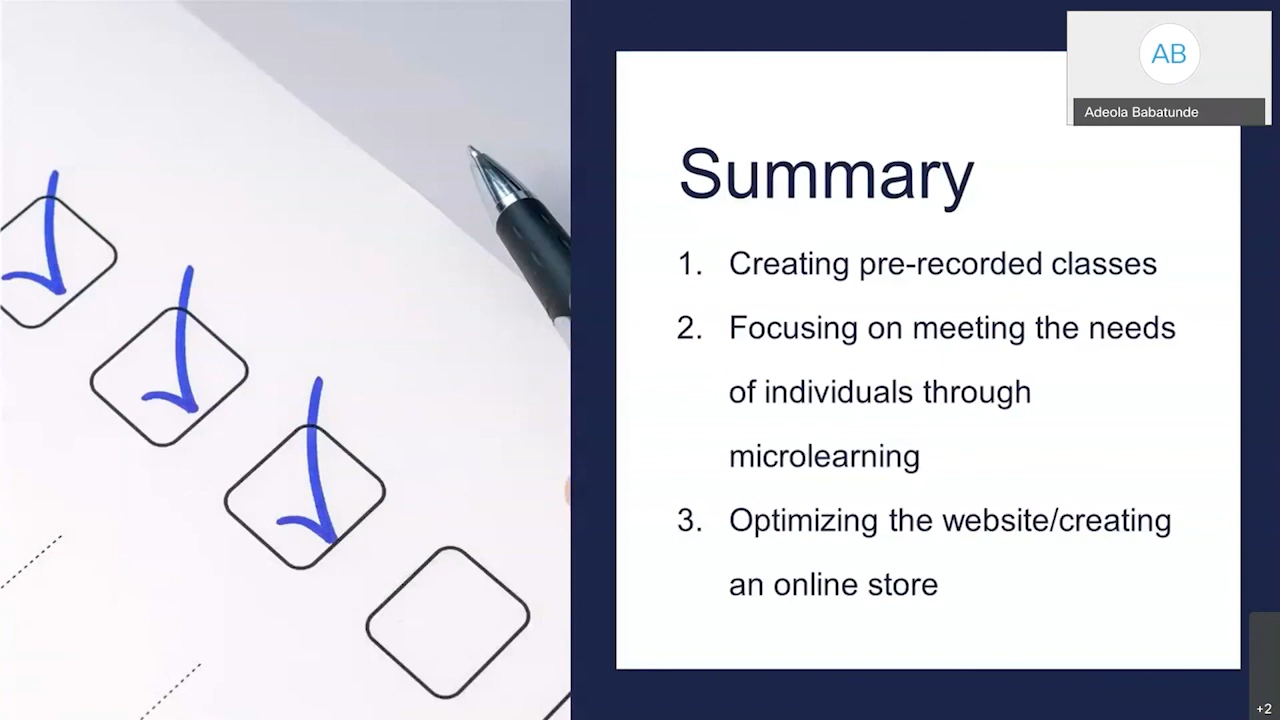 AB
Adeola Babatunde
Summary
1. Creating pre-recorded classes
2. Focusing on meeting the needs
of individuals through
microlearning
3. Optimizing the website/creating
an online store
+2